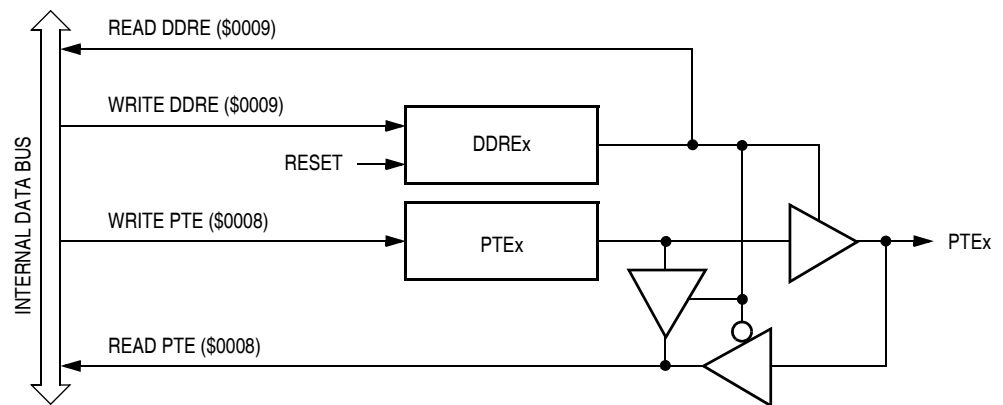 READ DDRE ($0009)
WRITE DDRE ($0009)
DDREx
RESET
INTERNAL DATA BUS
WRITE PTE ($0008)
PTEx
PTEx
READ PTE ($0008)